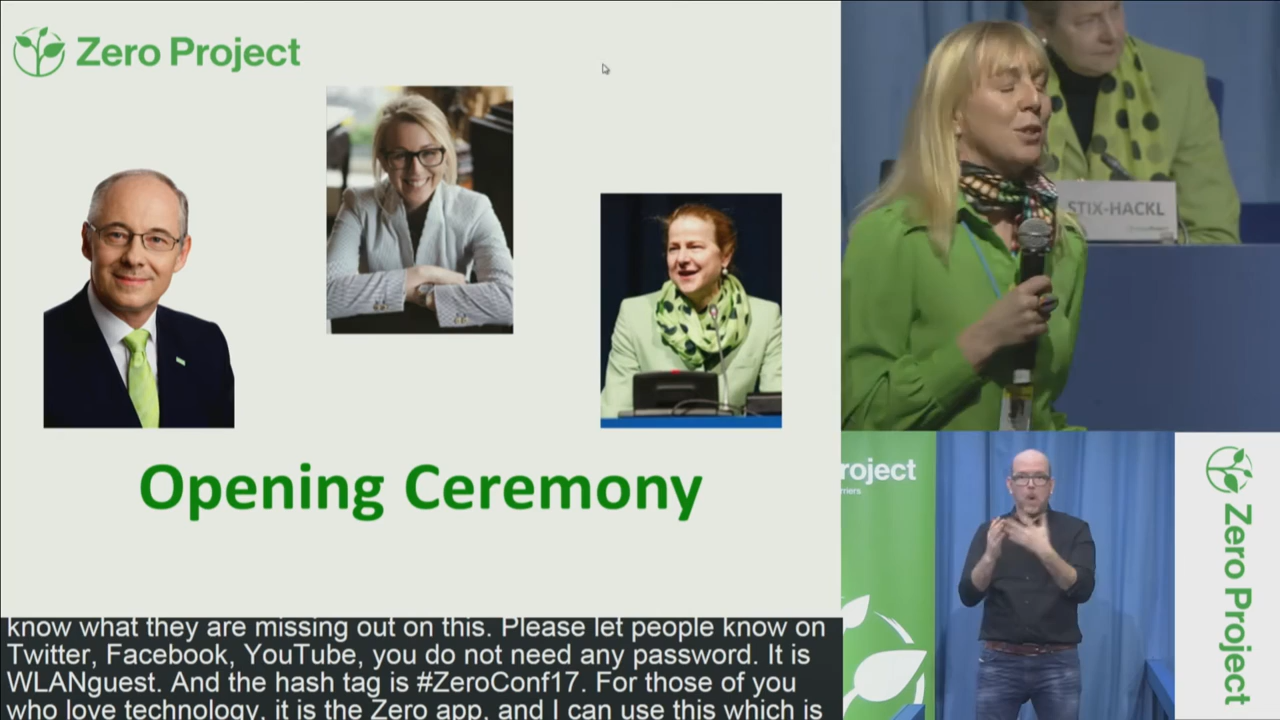 Zero Project
Opening Ceremony
know what they are missing out on this. Please let people know on
Twitter, Facebook, YouTube, you do not need any password. It is
WLANguest. And the hash tag is #ZeroConf17. For those of you
who love technology, it is the Zero app, and I can use this which is
STIX-HACKL
roject
rriers
Zero Project